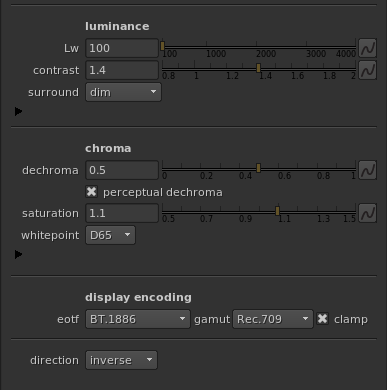 luminance
Lw 100 100 1000 2000 3000 4000
contrast 1.4 0.8 1 1.2 1.4 1.6 1.8 2
surround dim
chroma
dechroma 0.5 0 0.2 0.4 0.6 0.8 1
perceptual dechroma
saturation 1.1 0.5 0.7 0.9 1.1 1.3 1.5
whitepoint D65
display encoding
eotf BT.1886 gamut Rec.709 clamp
direction inverse